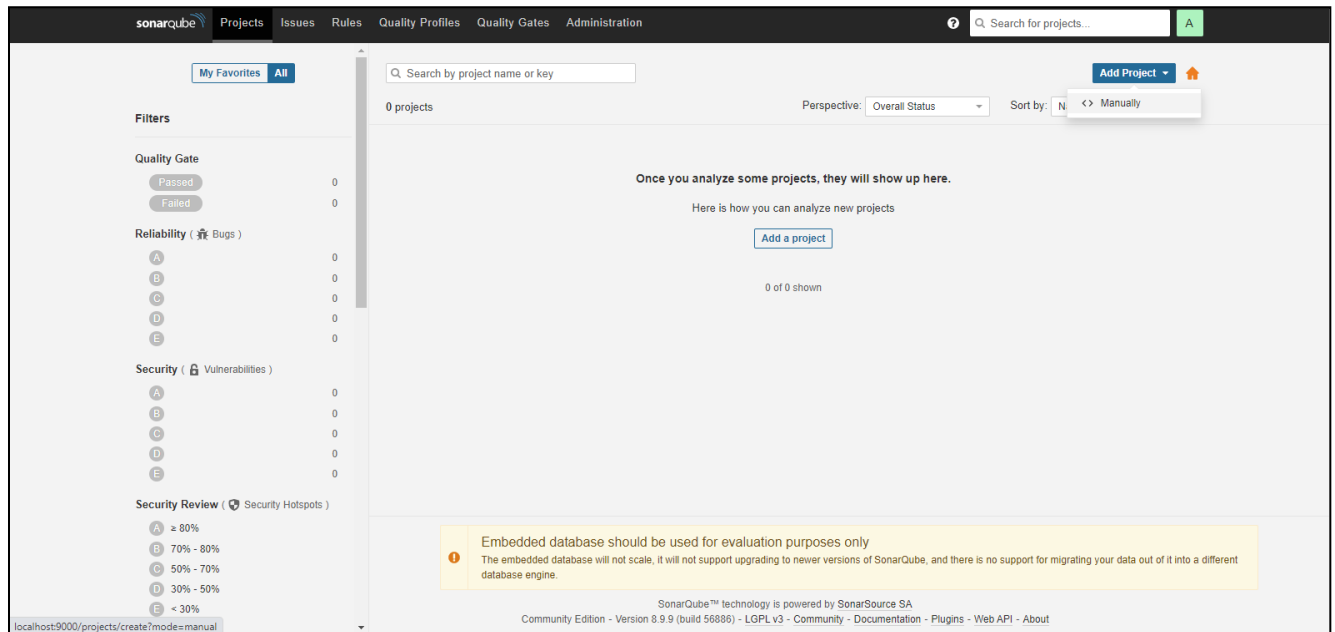 sonarqube Projects Issues Rules Quality Profiles Quality Gates Administration Search for projects... A
My Favorites All
Search by project name or key
Add Project
Manually
0 projects
Perspective: Overall Status Sort by: N
Filters
Quality Gate
Passed 0
Failed 0
Reliability ( Bugs )
A 0
B 0
C 0
D 0
E 0
Security ( Vulnerabilities )
A 0
B 0
C 0
D 0
E 0
Security Review ( Security Hotspots )
A ≥ 80%
B 70% - 80%
C 50% - 70%
D 30% - 50%
E < 30%
localhost:9000/projects/create?mode=manual
Once you analyze some projects, they will show up here.
Here is how you can analyze new projects
Add a project
0 of 0 shown
Embedded database should be used for evaluation purposes only
The embedded database will not scale, it will not support upgrading to newer versions of SonarQube, and there is no support for migrating your data out of it into a different
database engine.
SonarQube™ technology is powered by SonarSource SA
Community Edition - Version 8.9.9 (build 56886) - LGPL v3 - Community - Documentation - Plugins - Web API - About